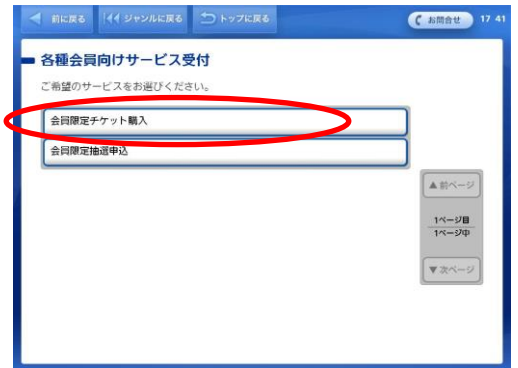 前に戻る ジャンルに戻る トップに戻る お問合せ 17 41
各種会員向けサービス受付
ご希望のサービスをお選びください。
会員限定チケット購入
会員限定抽選申込
▲前ページ
1ページ目
1ページ中
▼次ページ